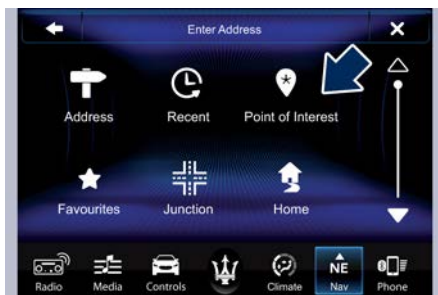 Enter Address
Address
Recent
Point of Interest
Favourites
Junction
Home
Radio
Media
Controls
Climate
NE
Nav
Phone